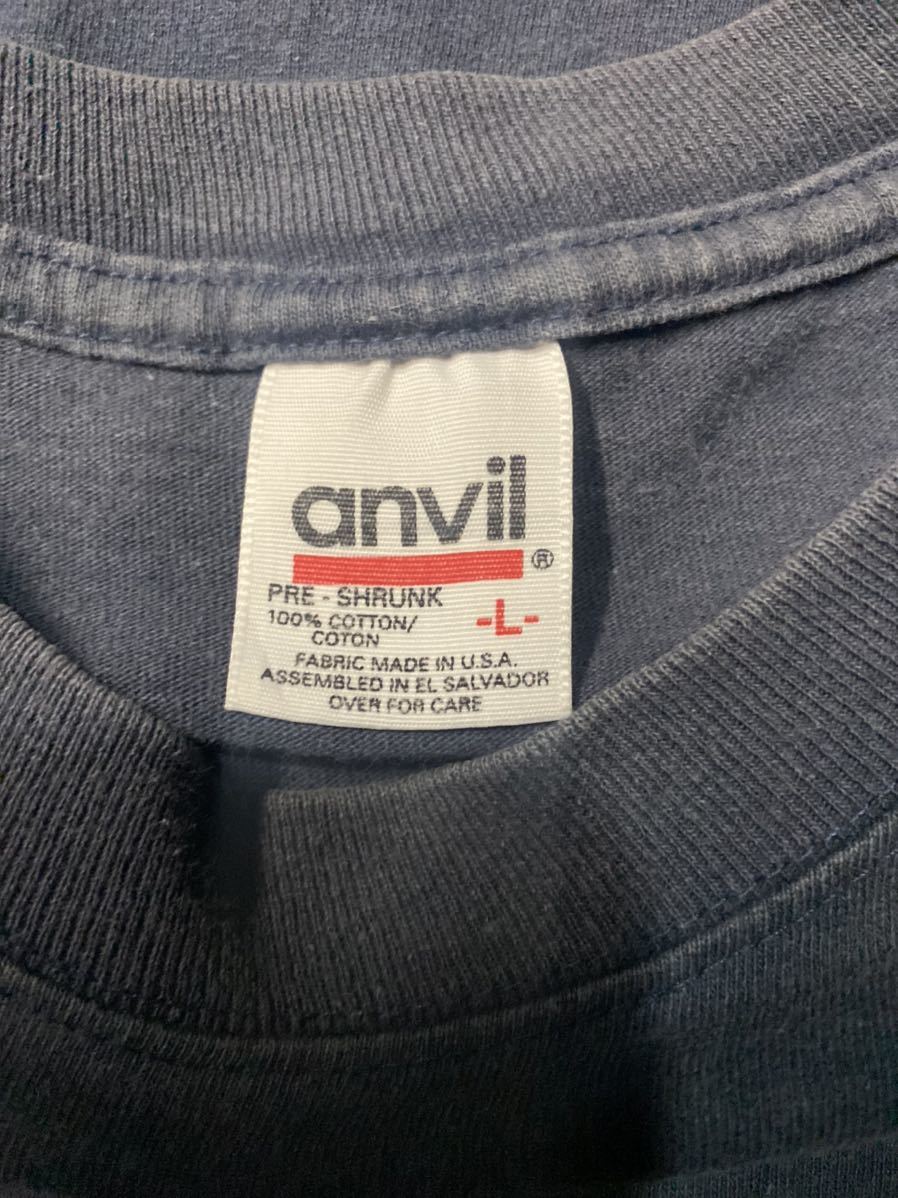 anvil®
PRE-SHRUNK
100% COTTON/
COTON
-L-
FABRIC MADE IN U.S.A.
ASSEMBLED IN EL SALVADOR
OVER FOR CARE